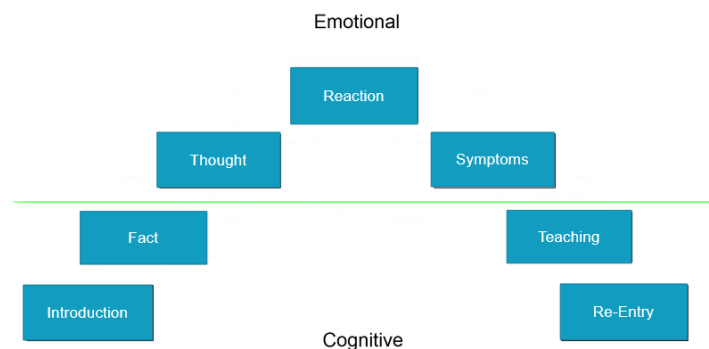 Emotional
Reaction
Thought
Symptoms
Fact
Teaching
Introduction
Re-Entry
Cognitive